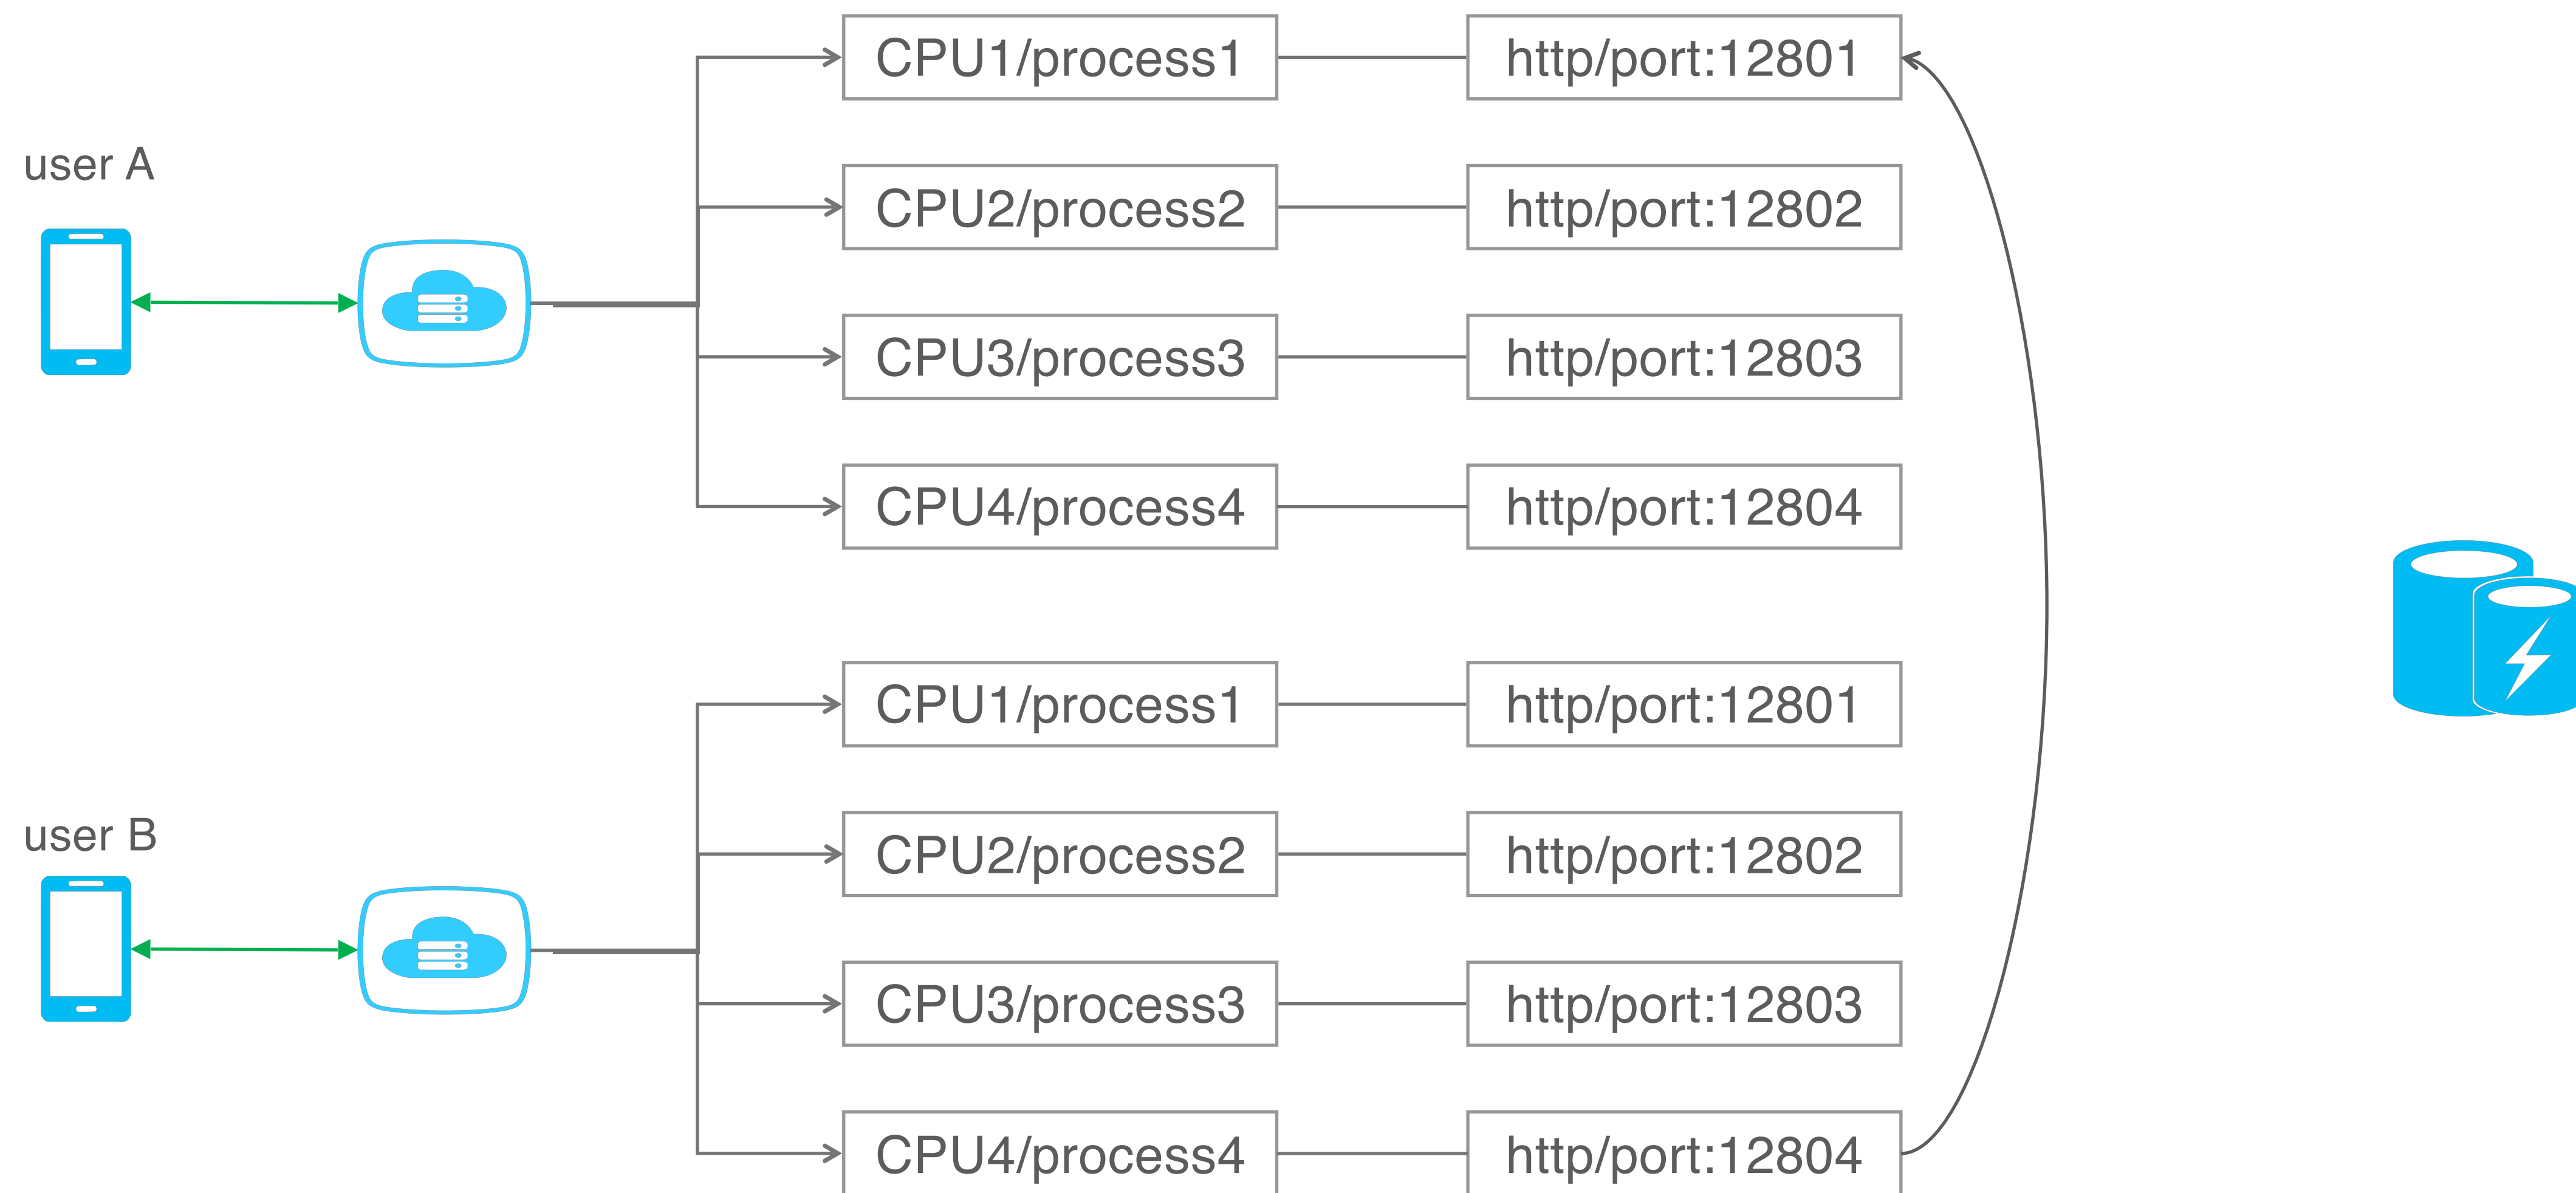 CPU1/process1 http/port:12801
user A
CPU2/process2 http/port:12802
CPU3/process3 http/port:12803
CPU4/process4 http/port:12804
CPU1/process1 http/port:12801
user B
CPU2/process2 http/port:12802
CPU3/process3 http/port:12803
CPU4/process4 http/port:12804